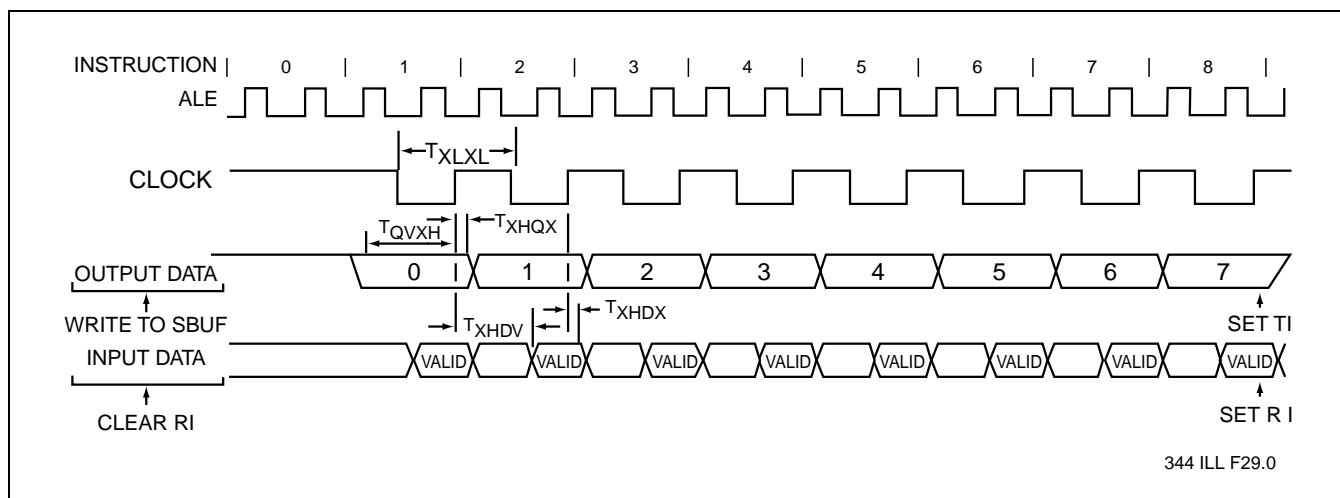 INSTRUCTION | 0 | 1 | 2 | 3 | 4 | 5 | 6 | 7 | 8 |
ALE
TXLXL
CLOCK
TQVXH TXHQX
OUTPUT DATA 0 1 2 3 4 5 6 7
WRITE TO SBUF TXHDV TXHDX SET TI
INPUT DATA VALID VALID VALID VALID VALID VALID VALID VALID
CLEAR RI SET R I
344 ILL F29.0